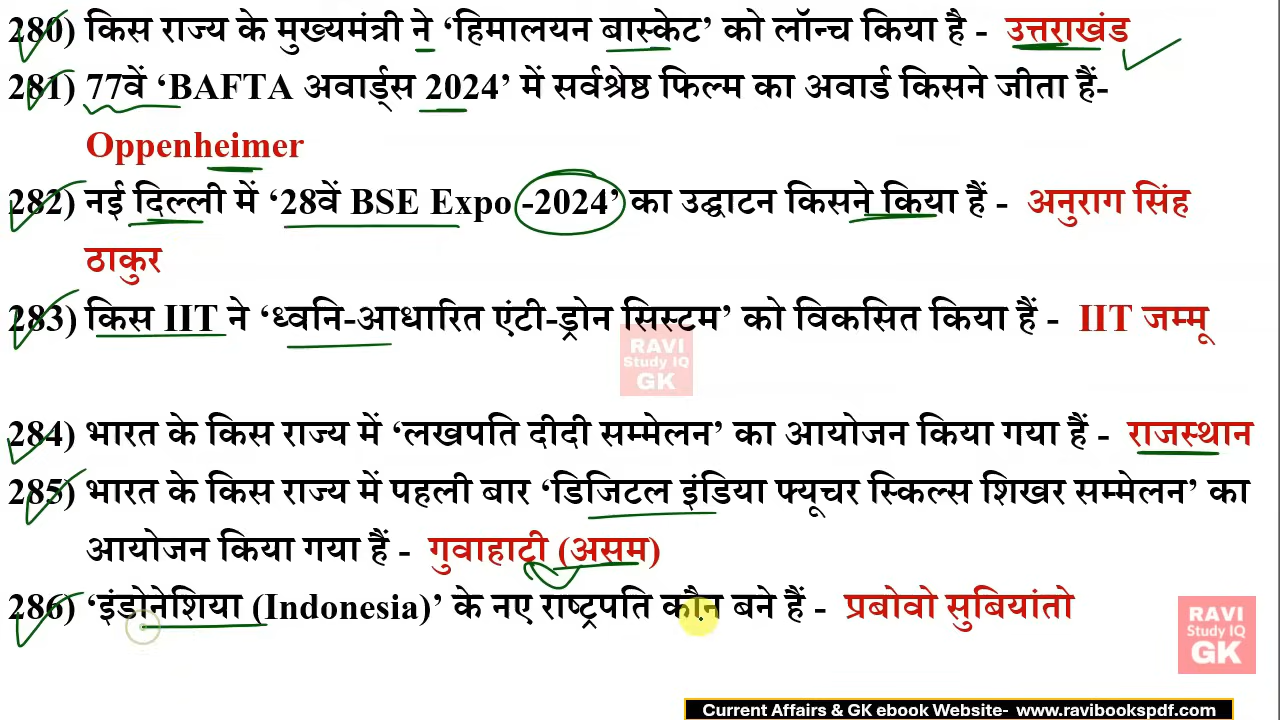 280) किस राज्य के मुख्यमंत्री ने ‘हिमालयन बास्केट’ को लॉन्च किया है - उत्तराखंड
281) 77वें ‘BAFTA अवार्ड्स 2024’ में सर्वश्रेष्ठ फिल्म का अवार्ड किसने जीता हैं-
Oppenheimer
282) नई दिल्ली में ‘28वें BSE Expo -2024’ का उद्घाटन किसने किया हैं - अनुराग सिंह
ठाकुर
283) किस IIT ने ‘ध्वनि-आधारित एंटी-ड्रोन सिस्टम’ को विकसित किया हैं - IIT जम्मू
RAVI
Study IQ
GK
284) भारत के किस राज्य में ‘लखपति दीदी सम्मेलन’ का आयोजन किया गया हैं - राजस्थान
285) भारत के किस राज्य में पहली बार ‘डिजिटल इंडिया फ्यूचर स्किल्स शिखर सम्मेलन’ का
आयोजन किया गया हैं - गुवाहाटी (असम)
286) ‘इंडोनेशिया (Indonesia)’ के नए राष्ट्रपति कौन बने हैं - प्रबोवो सुबियांतो
RAVI
Study IQ
GK
Current Affairs & GK ebook Website- www.ravibookspdf.com